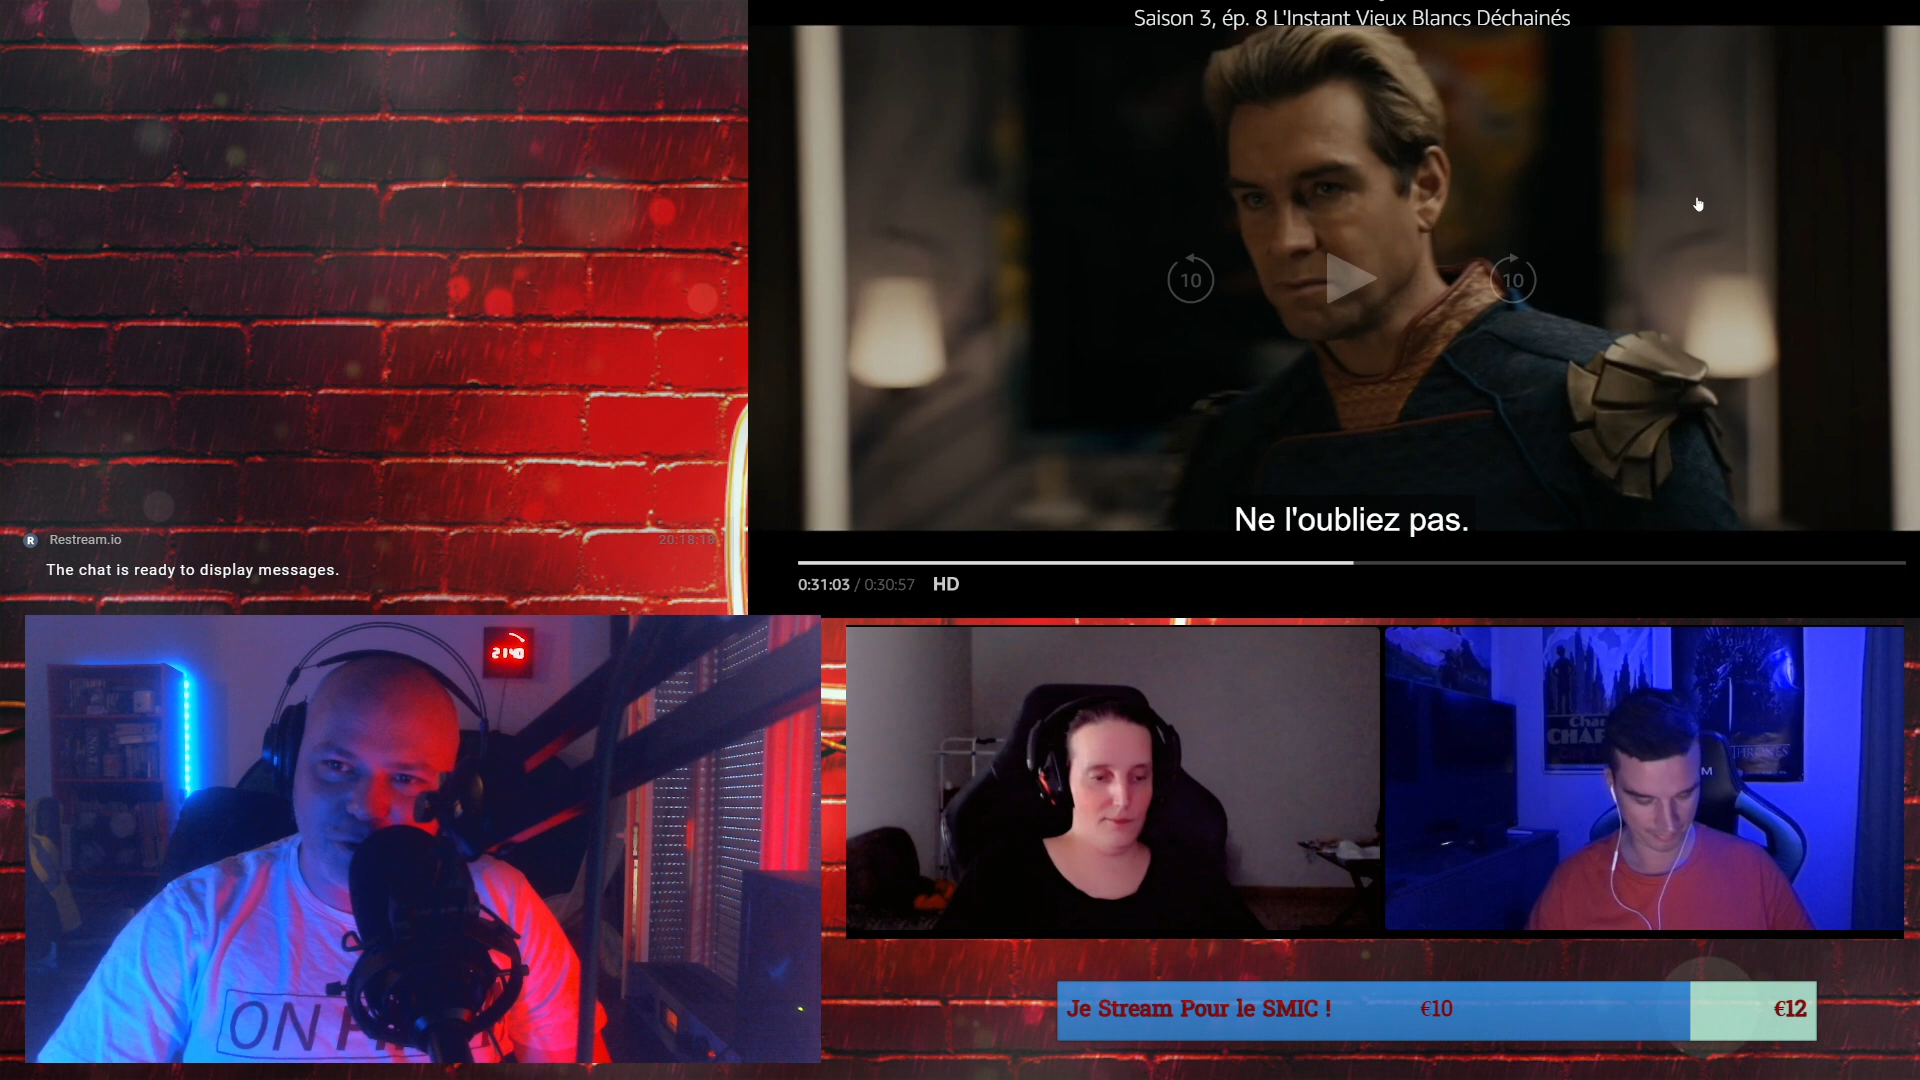 Saison 3, ép. 8 L'Instant Vieux Blancs Déchainés
10
10
Ne l'oubliez pas.
R Restream.io 20:18:18
The chat is ready to display messages.
0:31:03 / 0:30:57 HD
21:40
THRONES
M
ON
Je Stream Pour le SMIC ! €10 €12